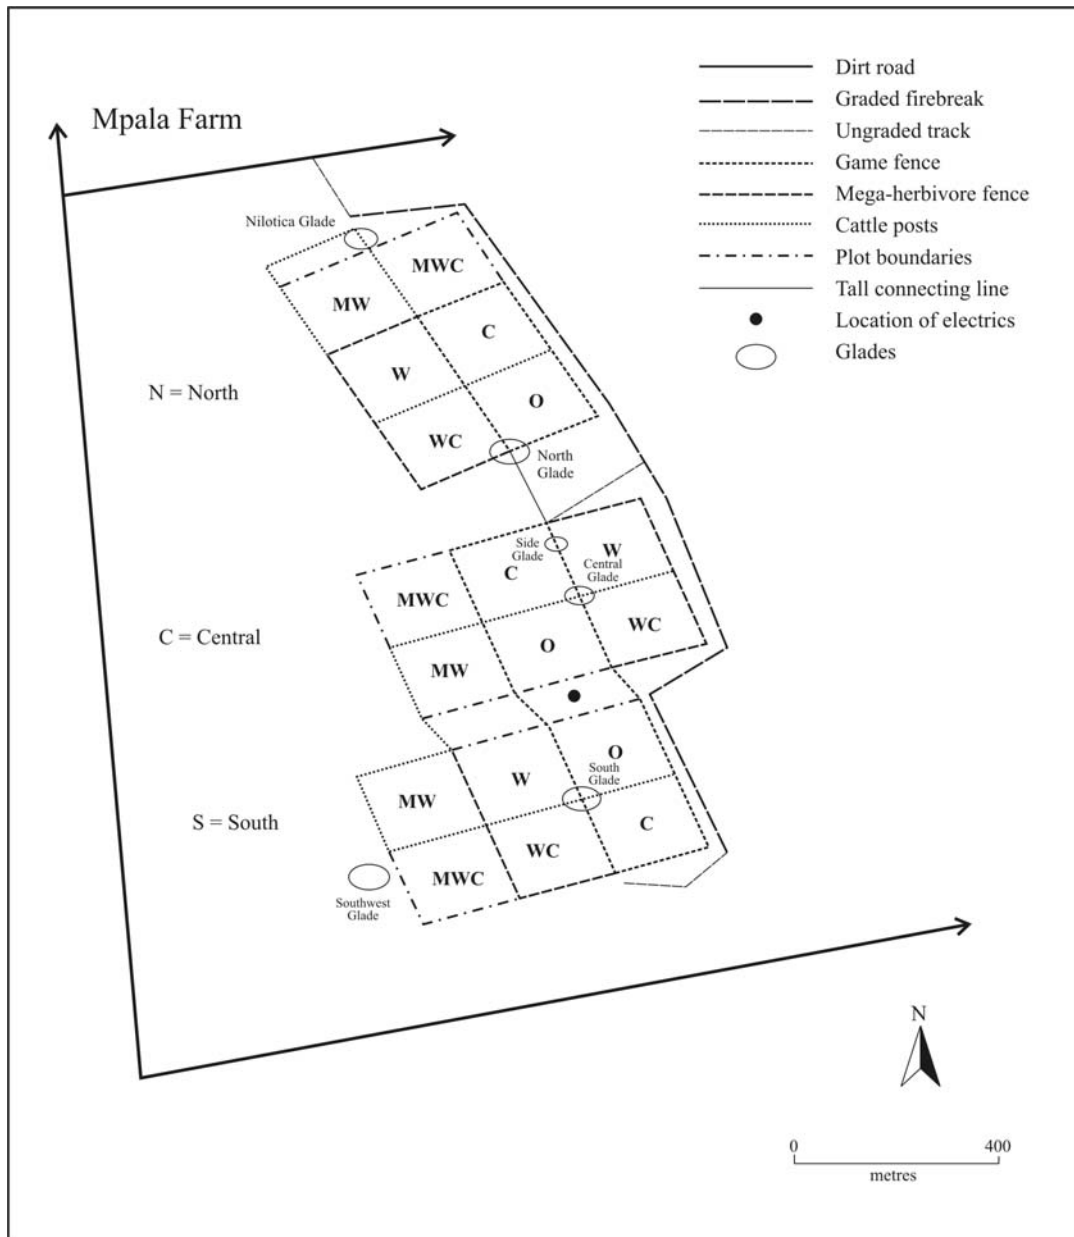 Mpala Farm
Dirt road
Graded firebreak
Ungraded track
Game fence
Mega-herbivore fence
Cattle posts
Plot boundaries
Tall connecting line
Location of electrics
Glades
Nilotica Glade
MWC
MW
C
W
O
WC
North
Glade
N = North
Side
Glade
W
C
Central
Glade
MWC
WC
O
MW
C = Central
O
W
South
Glade
MW
C
WC
MWC
S = South
Southwest
Glade
N
0
400
metres